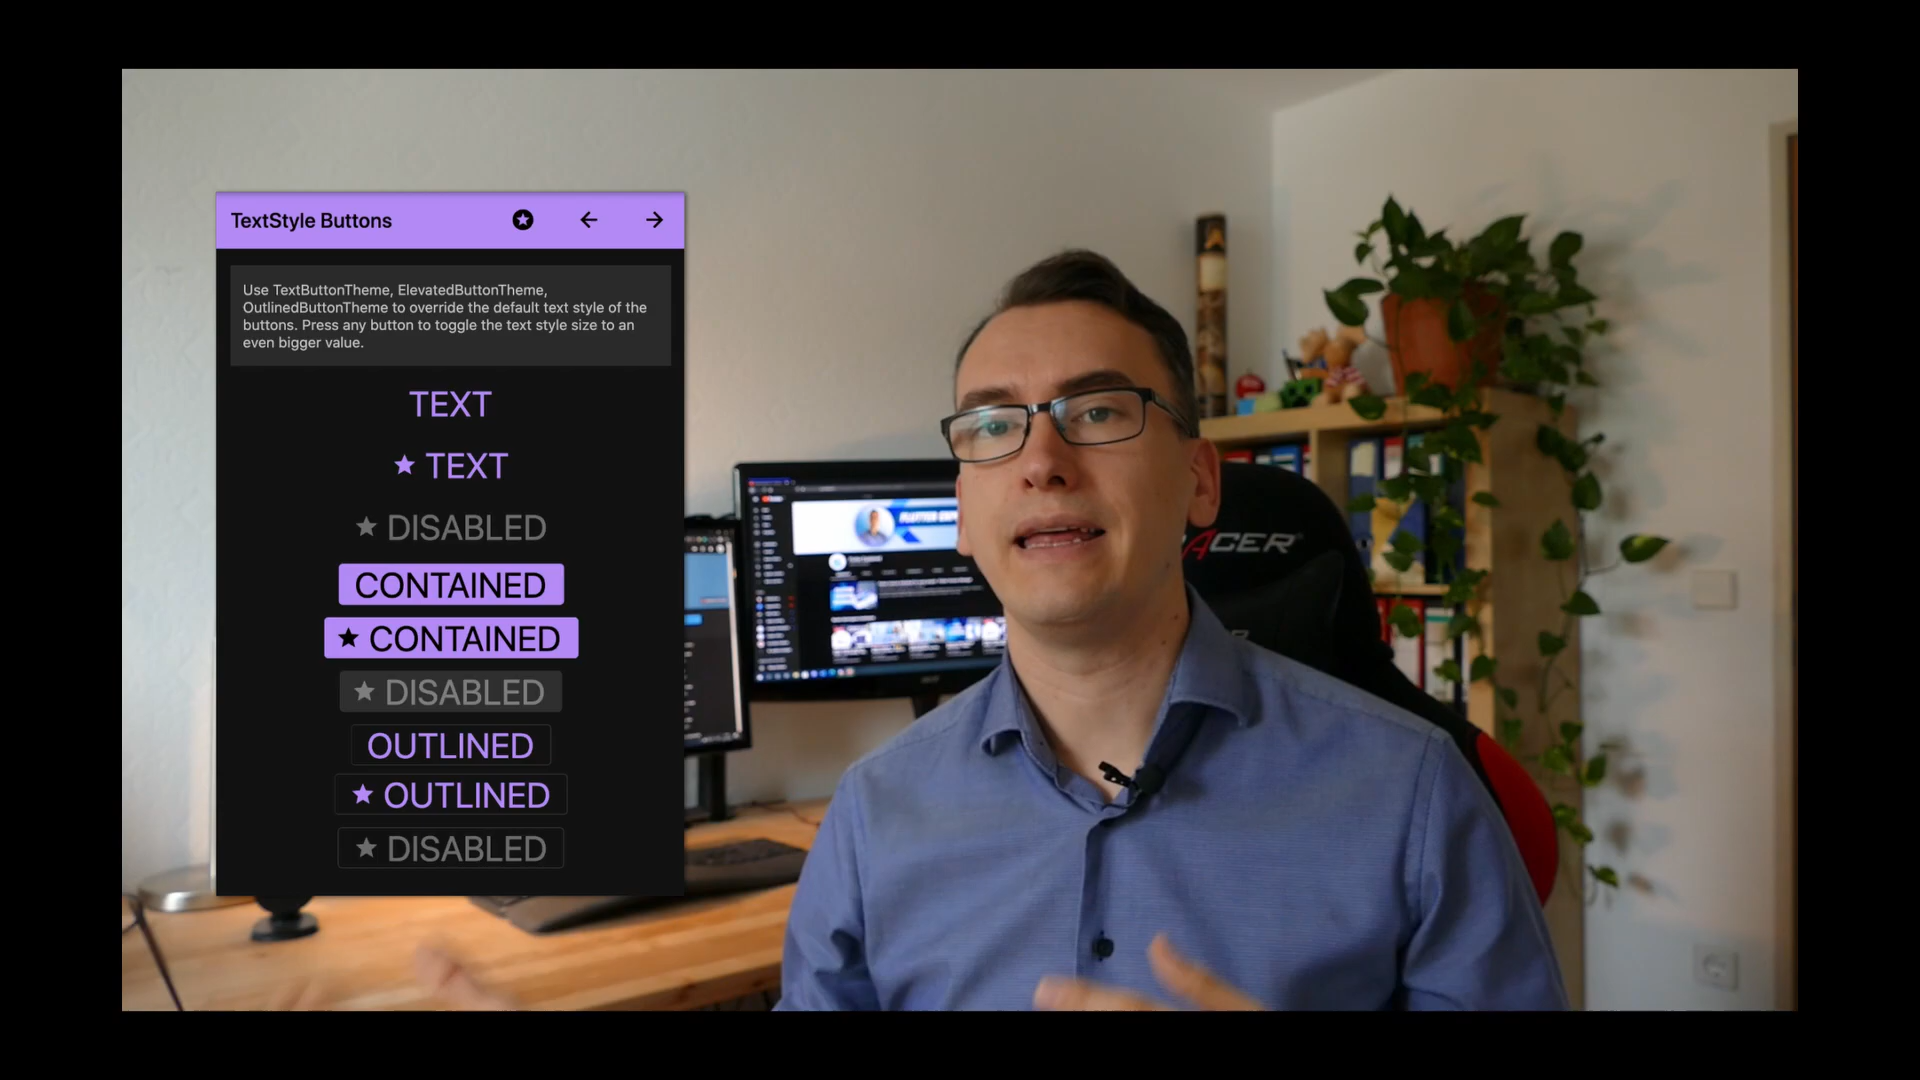 TextStyle Buttons
Use TextButtonTheme, ElevatedButtonTheme,
OutlinedButtonTheme to override the default text style of the
buttons. Press any button to toggle the text style size to an
even bigger value.
TEXT
TEXT
DISABLED
CONTAINED
CONTAINED
DISABLED
OUTLINED
OUTLINED
DISABLED
ACER